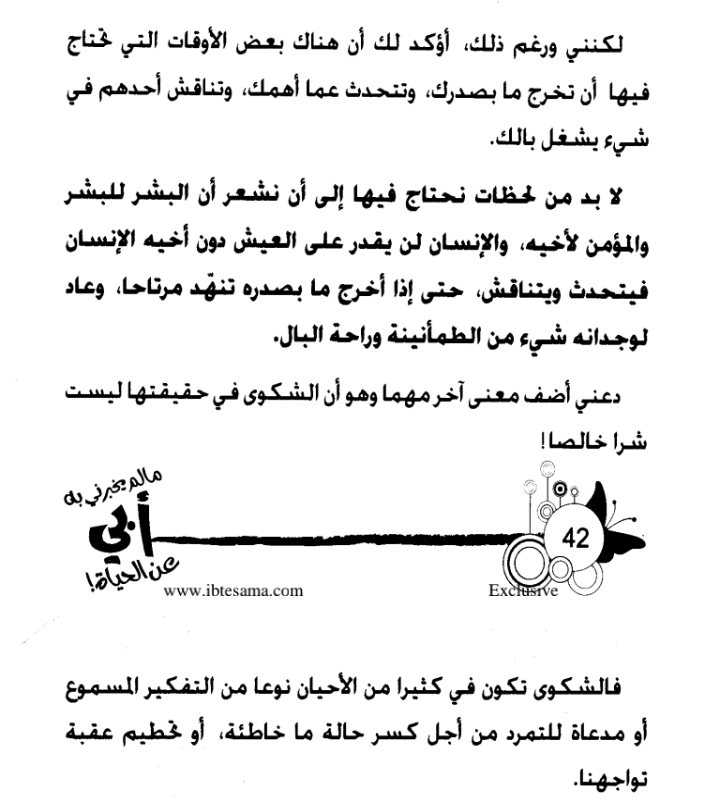 لكنني ورغم ذلك، أؤكد لك أن هناك بعض الأوقات التي تحتاج
فيها أن تخرج ما بصدرك، وتتحدث عما أهمك، وتناقش أحدهم في
شيء يشغل بالك.
لا بد من لحظات نحتاج فيها إلى أن نشعر أن البشر للبشر
والمؤمن لأخيه، والإنسان لن يقدر على العيش دون أخيه الإنسان
فيتحدث ويتناقش، حتى إذا أخرج ما بصدره تنهّد مرتاحا، وعاد
لوجدانه شيء من الطمأنينة وراحة البال.
دعني أضف معنى آخر مهما وهو أن الشكوى في حقيقتها ليست
شرا خالصا!
مالم يخبرني به
أبي
عن الحياة!
42
www.ibtesama.com
Exclusive
فالشكوى تكون في كثيرا من الأحيان نوعا من التفكير المسموع
أو مدعاة للتمرد من أجل كسر حالة ما خاطئة، أو تحطيم عقبة
تواجهنا.